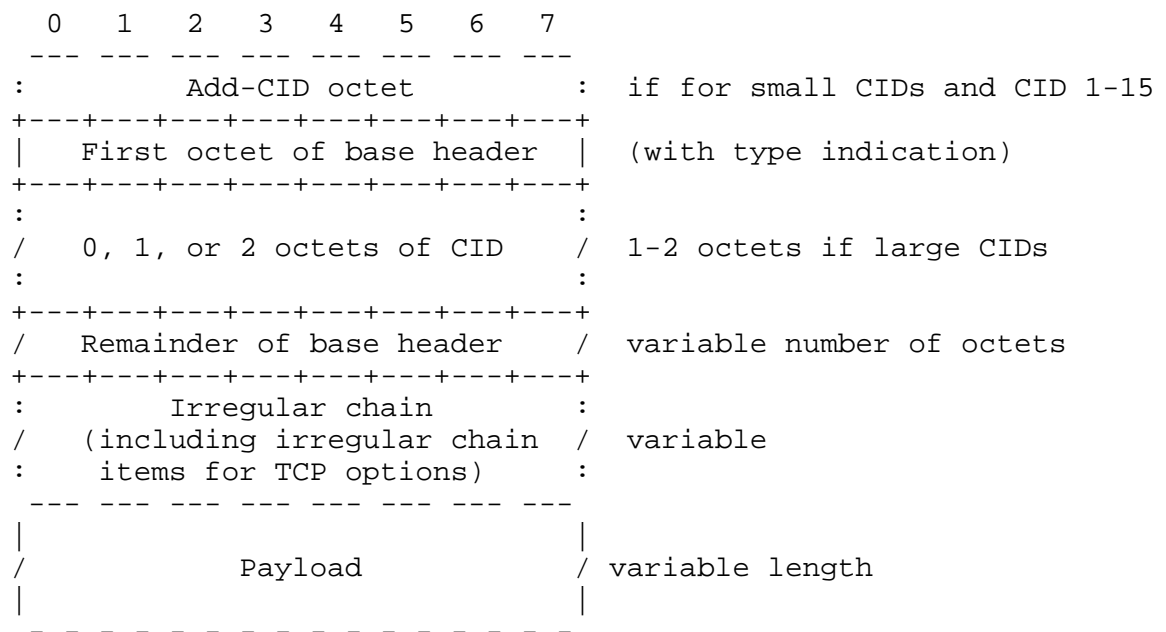 0   1   2   3   4   5   6   7
 --- --- --- --- --- --- --- ---
:         Add-CID octet         :  if for small CIDs and CID 1-15
+---+---+---+---+---+---+---+---+
|   First octet of base header  |  (with type indication)
+---+---+---+---+---+---+---+---+
:                               :
/   0, 1, or 2 octets of CID    /  1-2 octets if large CIDs
:                               :
+---+---+---+---+---+---+---+---+
/   Remainder of base header    /  variable number of octets
+---+---+---+---+---+---+---+---+
:        Irregular chain        :
/   (including irregular chain  /  variable
:    items for TCP options)     :
 --- --- --- --- --- --- --- ---
|                               |
/            Payload            / variable length
|                               |
 - - - - - - - - - - - - - - - -